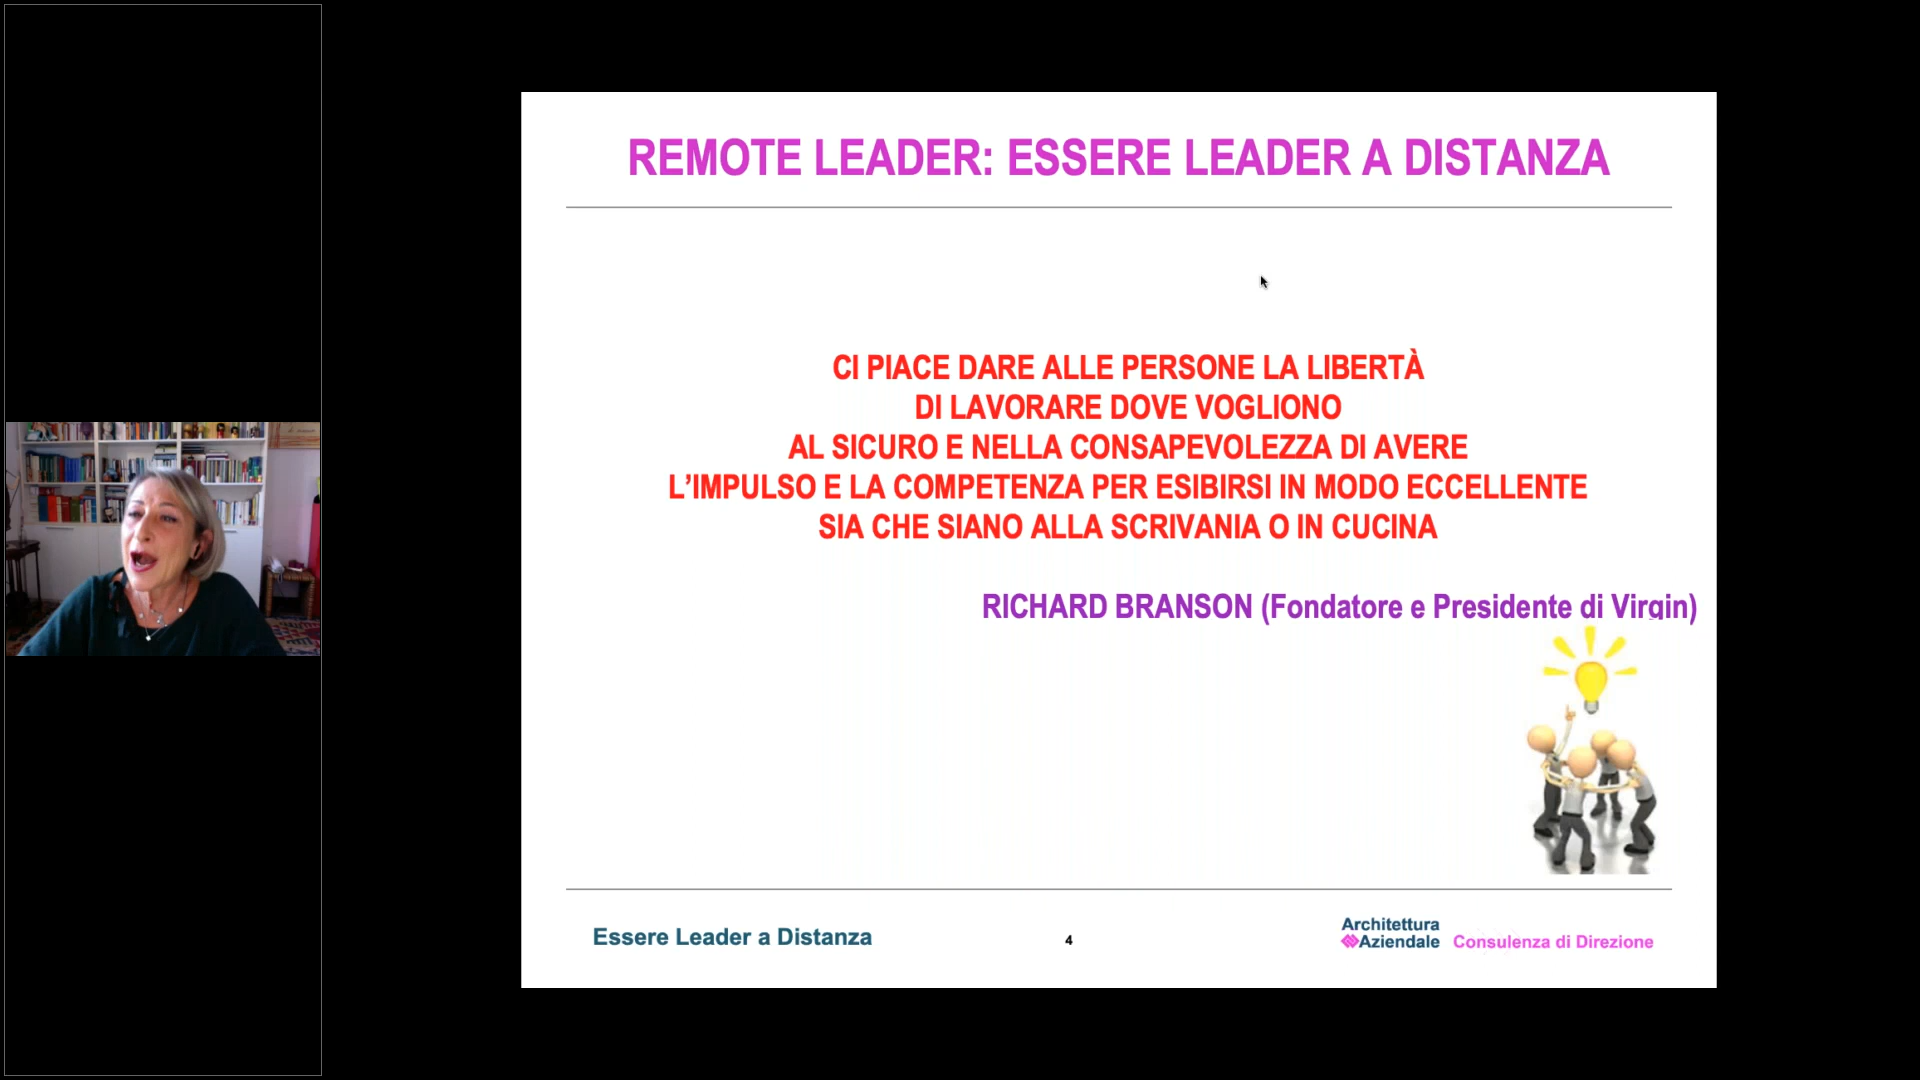 REMOTE LEADER: ESSERE LEADER A DISTANZA
CI PIACE DARE ALLE PERSONE LA LIBERTÀ
DI LAVORARE DOVE VOGLIONO
AL SICURO E NELLA CONSAPEVOLEZZA DI AVERE
L’IMPULSO E LA COMPETENZA PER ESIBIRSI IN MODO ECCELLENTE
SIA CHE SIANO ALLA SCRIVANIA O IN CUCINA
RICHARD BRANSON (Fondatore e Presidente di Virgin)
Essere Leader a Distanza
4
Architettura
Aziendale Consulenza di Direzione